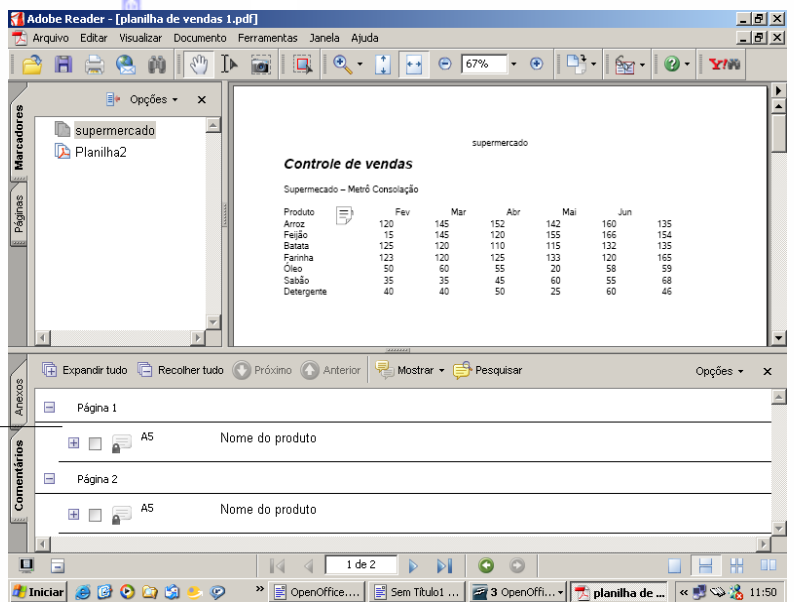 Adobe Reader - [planilha de vendas 1.pdf]
Arquivo Editar Visualizar Documento Ferramentas Janela Ajuda
67%
Y!
Marcadores
Páginas
Opções
supermercado
Planilha2
supermercado
Controle de vendas
Supermecado – Metrô Consolação
Produto Fev Mar Abr Mai Jun
Arroz 120 145 152 142 160 135
Feijão 15 145 120 155 166 154
Batata 125 120 110 115 132 135
Farinha 123 120 125 133 120 165
Óleo 50 60 55 20 58 59
Sabão 35 35 45 60 55 68
Detergente 40 40 50 25 60 46
Anexos
Comentários
Expandir tudo Recolher tudo Próximo Anterior Mostrar Pesquisar Opções
Página 1
A5 Nome do produto
Página 2
A5 Nome do produto
1 de 2
Iniciar » OpenOffice.... Sem Título1 ... 3 OpenOffi... planilha de ... « 11:50